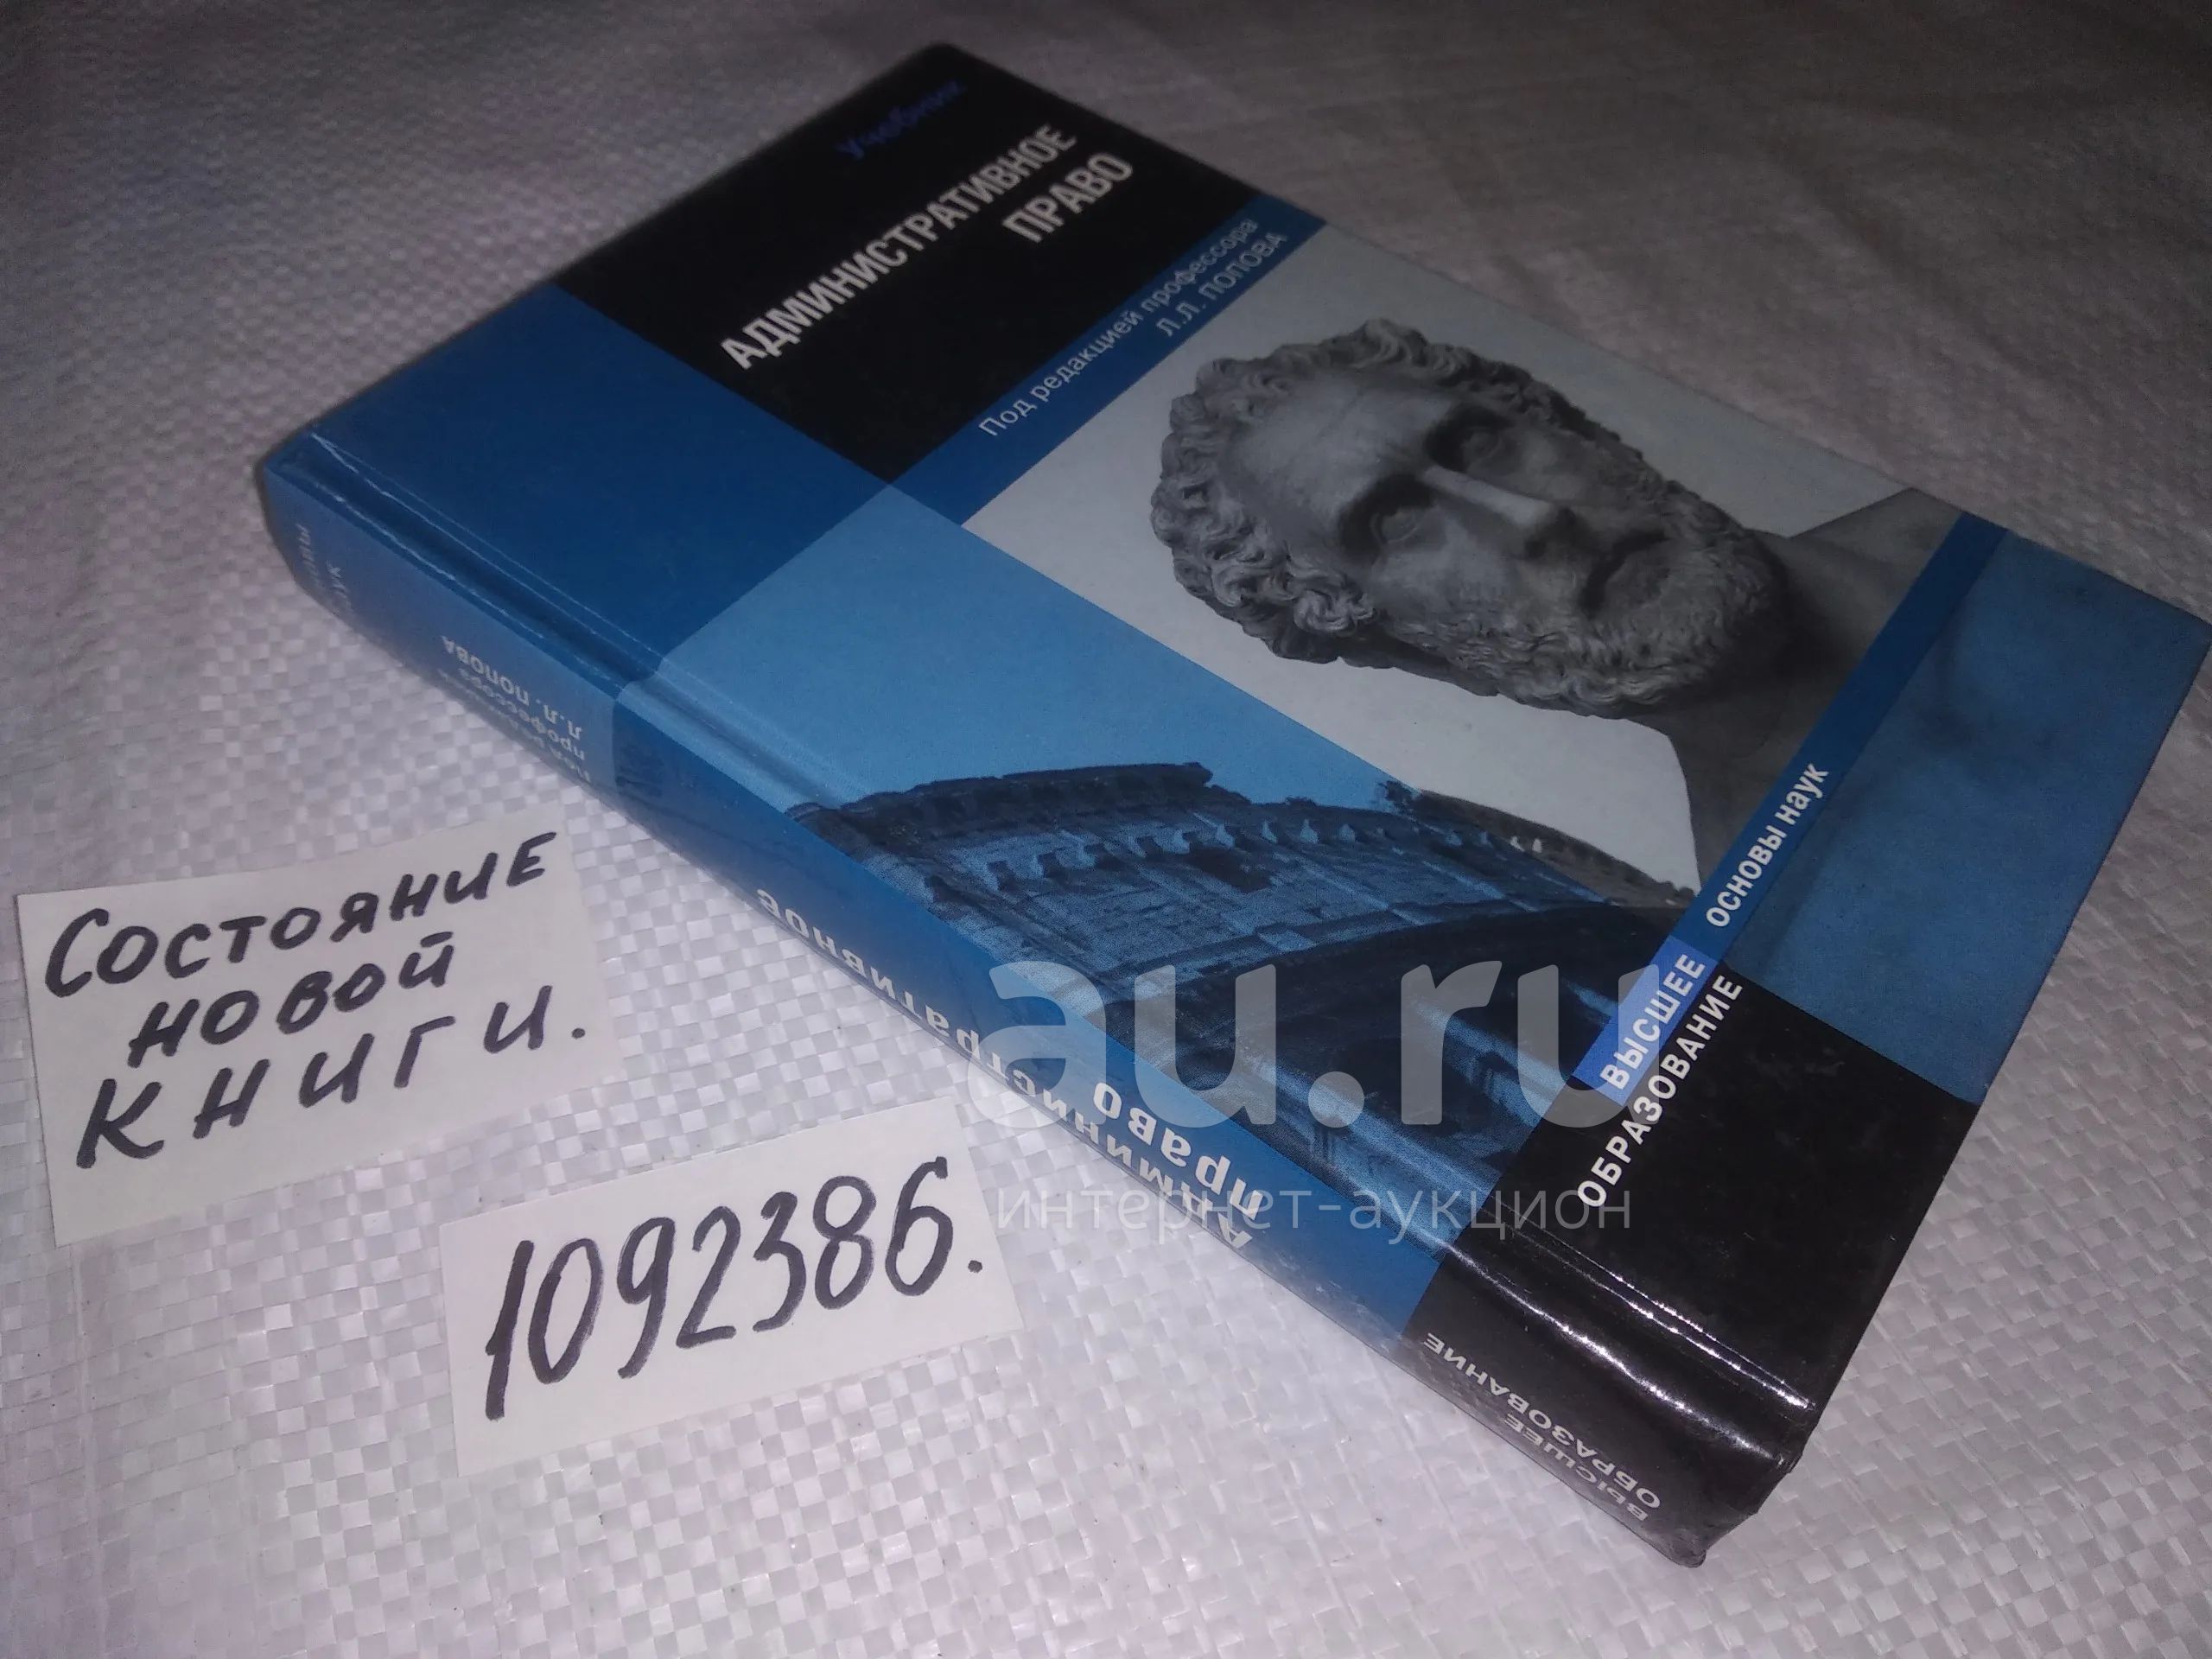 Учебник
АДМИНИСТРАТИВНОЕ
ПРАВО
Под редакцией профессора
Л.Л. ПОПОВА
ВЫСШЕЕ
ОБРАЗОВАНИЕ
ОСНОВЫ НАУК
ВЫСШЕЕ
ОБРАЗОВАНИЕ
Административное
право
Под редакцией
профессора
Л.Л. ПОПОВА
Состояние
новой
книги.
1092386.
au.ru
интернет-аукцион